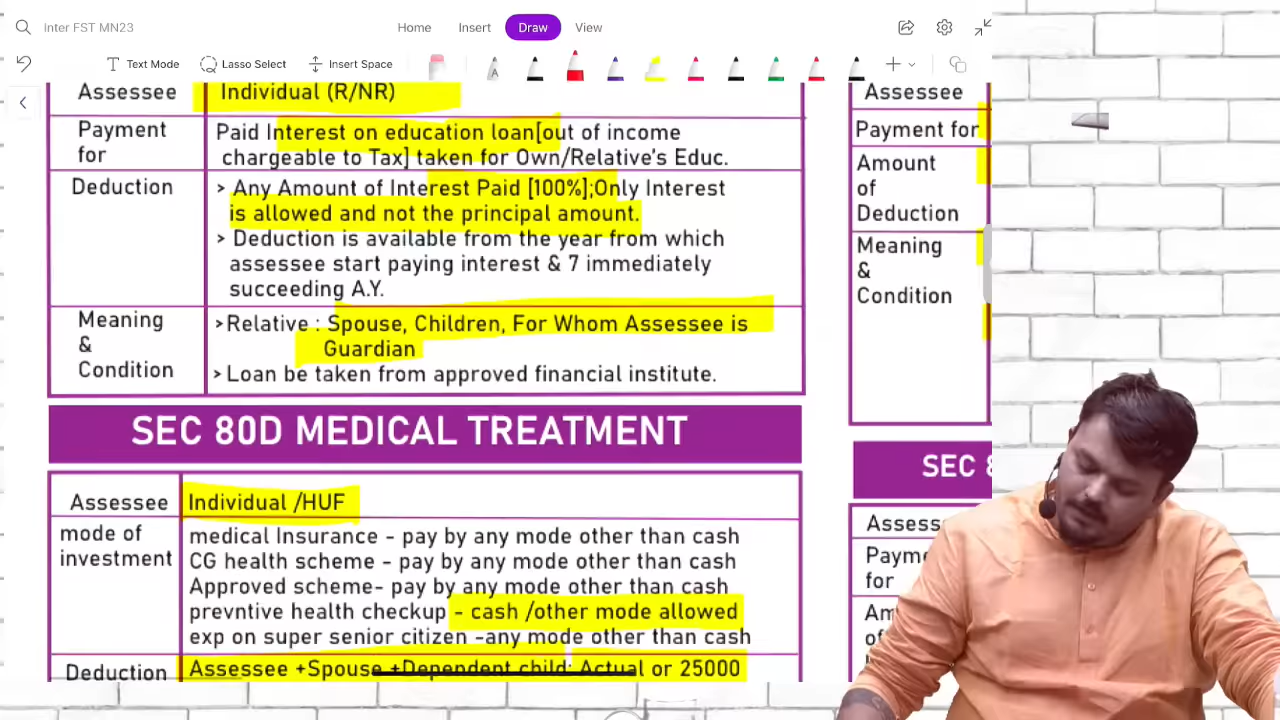 Inter FST MN23
Home
Insert
Draw
View
Text Mode
Lasso Select
Insert Space
A
Assessee
Individual (R/NR)
Payment for
Paid Interest on education loan[out of income
chargeable to Tax] taken for Own/Relative's Educ.
Deduction
> Any Amount of Interest Paid [100%];Only Interest
is allowed and not the principal amount.
> Deduction is available from the year from which
assessee start paying interest & 7 immediately
succeeding A.Y.
Meaning
&
Condition
>Relative : Spouse, Children, For Whom Assessee is
Guardian
> Loan be taken from approved financial institute.
SEC 80D MEDICAL TREATMENT
Assessee
Individual /HUF
mode of
investment
medical Insurance - pay by any mode other than cash
CG health scheme - pay by any mode other than cash
Approved scheme- pay by any mode other than cash
prevntive health checkup - cash /other mode allowed
exp on super senior citizen -any mode other than cash
Deduction
Assessee +Spouse +Dependent child: Actual or 25000
Assessee
Payment for
Amount
of
Deduction
Meaning
&
Condition
SEC
Assess
Payme
for
Am
of